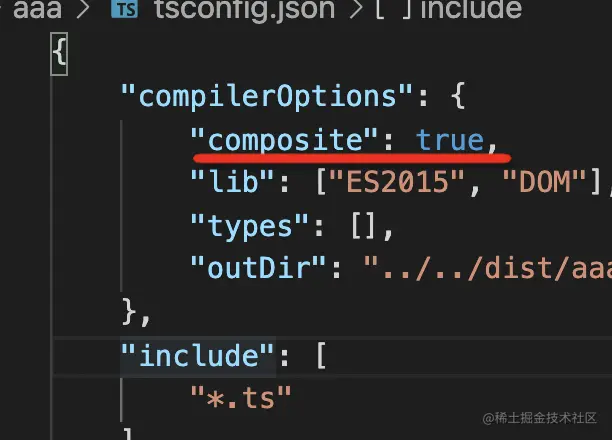 aaa > TS tsconfig.json > [ ] include
{
"compilerOptions": {
"composite": true,
"lib": ["ES2015", "DOM"],
"types": [],
"outDir": "../../dist/aaa
},
"include": [
"*.ts"
]
@稀土掘金技术社区